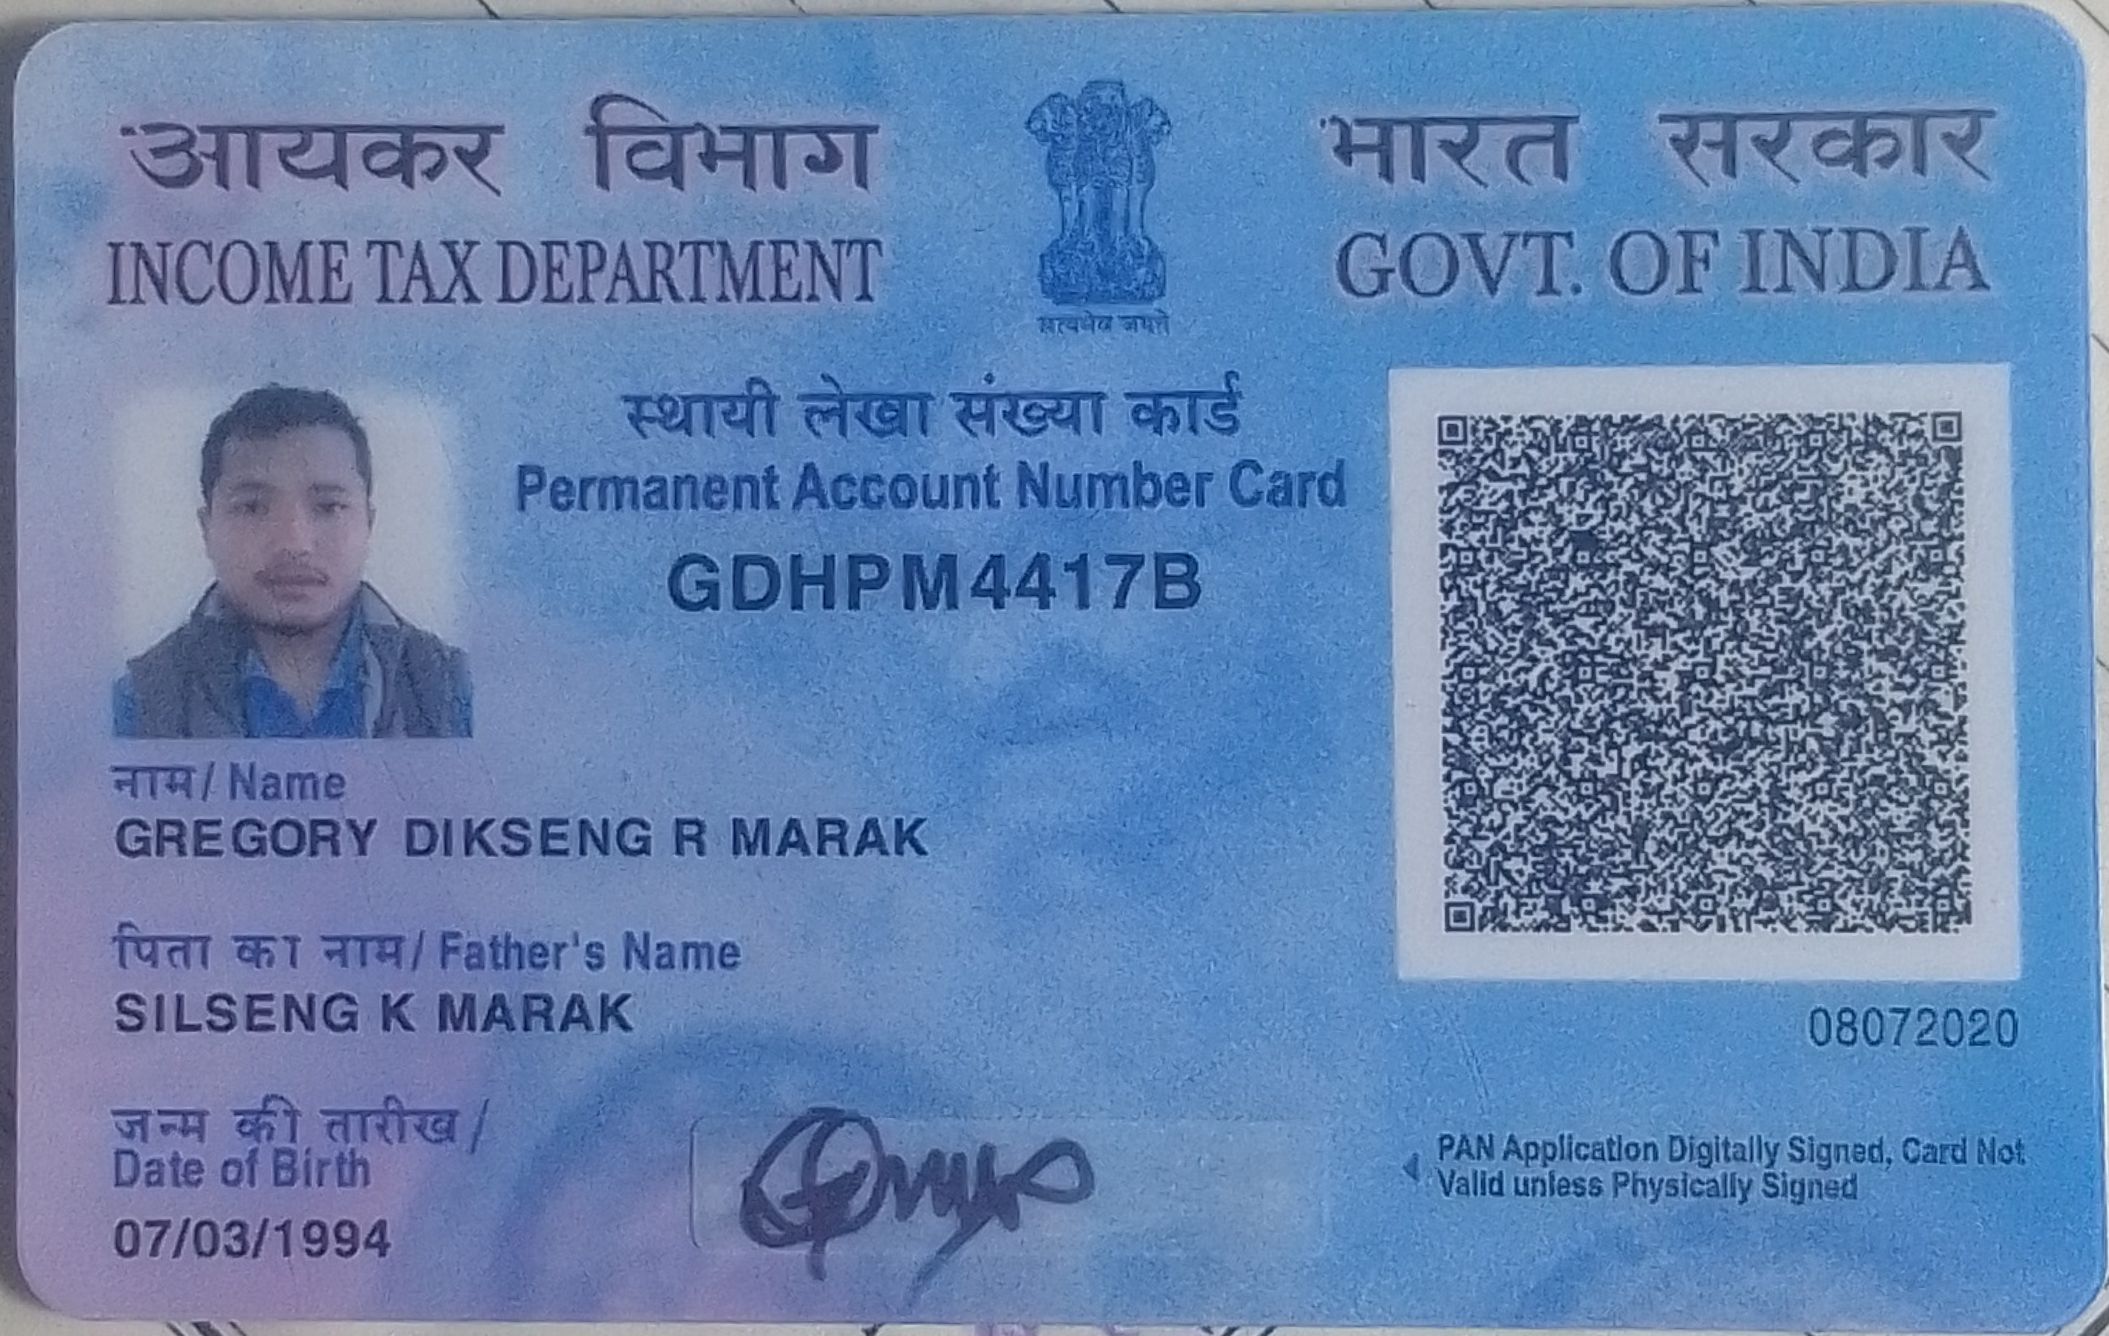 आयकर विभाग
INCOME TAX DEPARTMENT
सत्यमेव जयते
भारत सरकार
GOVT. OF INDIA
स्थायी लेखा संख्या कार्ड
Permanent Account Number Card
GDHPM4417B
नाम / Name
GREGORY DIKSENG R MARAK
पिता का नाम / Father's Name
SILSENG K MARAK
08072020
जन्म की तारीख /
Date of Birth
07/03/1994
PAN Application Digitally Signed, Card Not
Valid unless Physically Signed